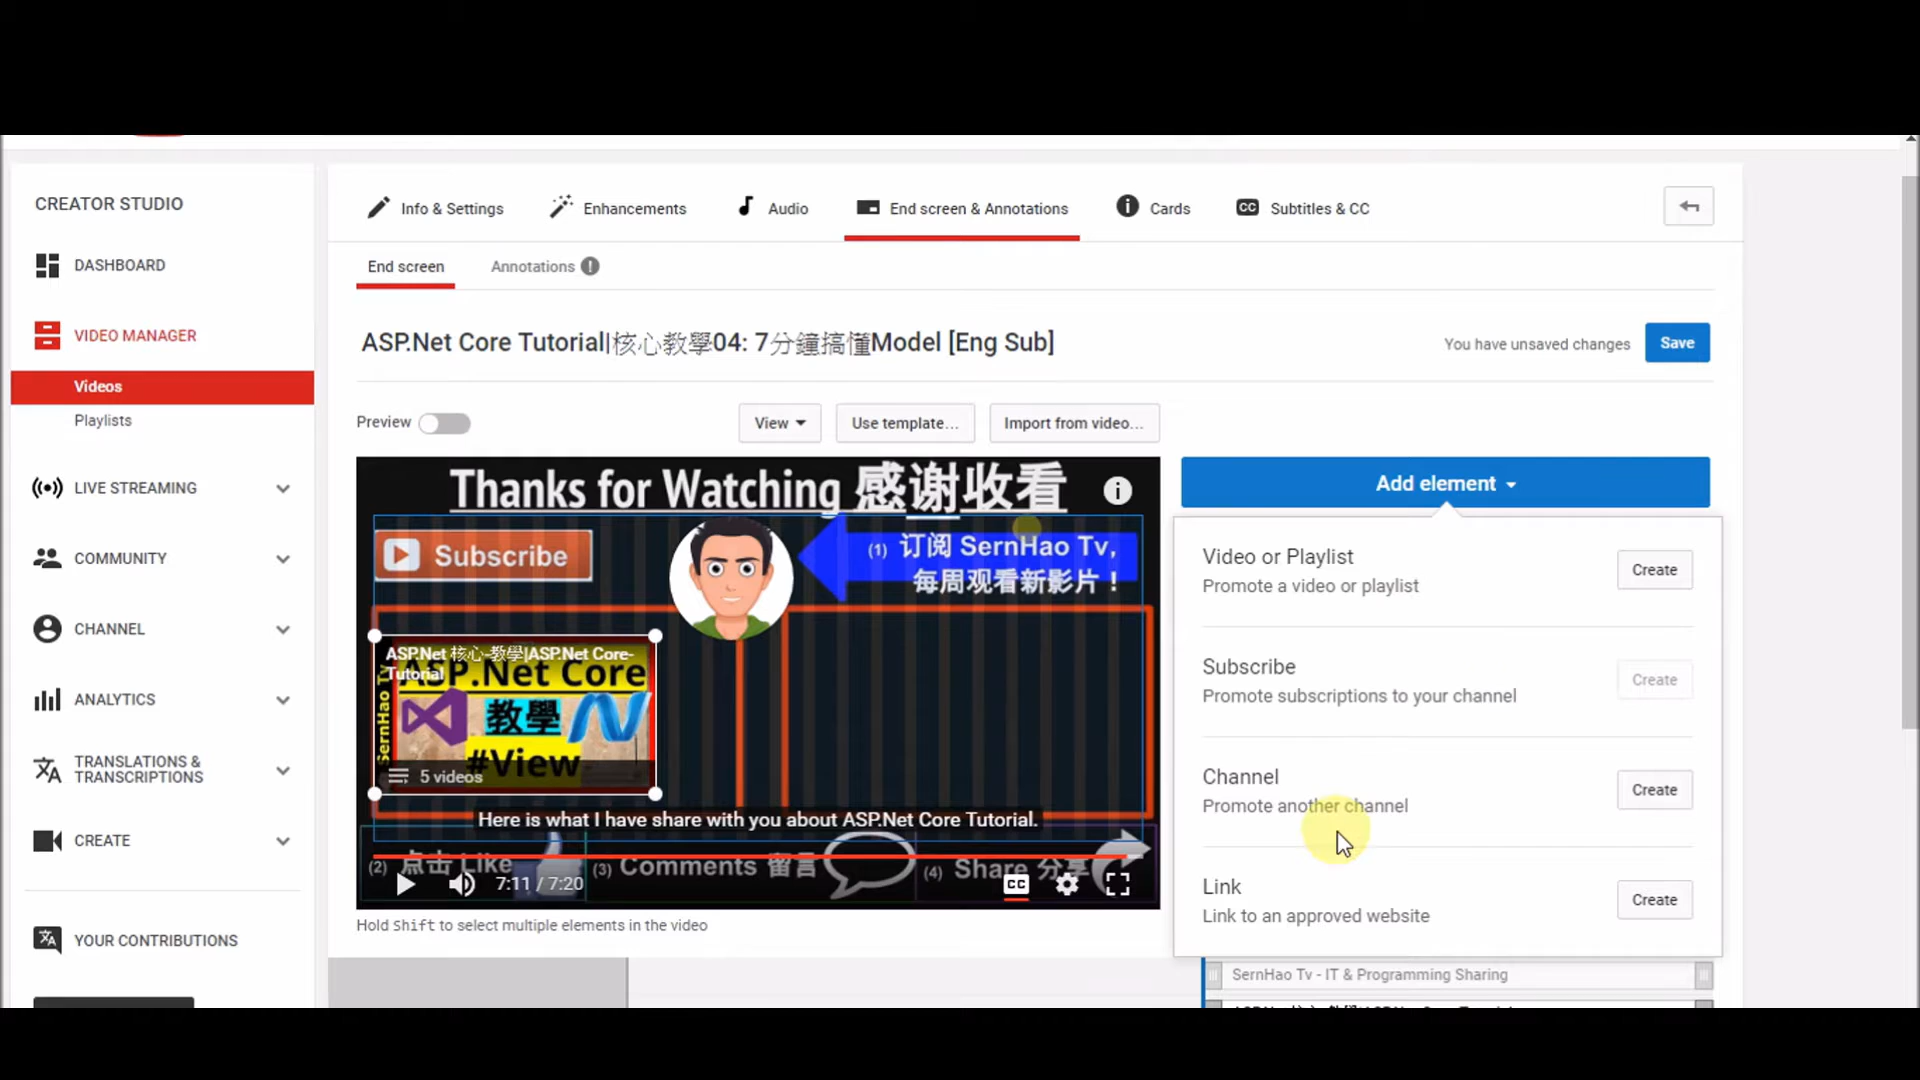 CREATOR STUDIO
DASHBOARD
VIDEO MANAGER
Videos
Playlists
LIVE STREAMING
COMMUNITY
CHANNEL
ANALYTICS
TRANSLATIONS &
TRANSCRIPTIONS
CREATE
YOUR CONTRIBUTIONS
Info & Settings
Enhancements
Audio
End screen & Annotations
Cards
CC Subtitles & CC
End screen
Annotations
ASP.Net Core Tutorial|核心教學04: 7分鐘搞懂Model [Eng Sub]
You have unsaved changes
Save
Preview
View
Use template...
Import from video...
Thanks for Watching 感谢收看
Subscribe
(1) 订阅 SernHao Tv,
每周观看新影片！
ASP.Net 核心-教學|ASP.Net Core-
Tutorial
ASP.Net Core
教學
#View
SernHao Tv
5 videos
Here is what I have share with you about ASP.Net Core Tutorial.
(2) 点击 Like
(3) Comments 留言
(4) Share 分享
7:11 / 7:20
CC
Hold Shift to select multiple elements in the video
Add element
Video or Playlist
Promote a video or playlist
Create
Subscribe
Promote subscriptions to your channel
Create
Channel
Promote another channel
Create
Link
Link to an approved website
Create
SernHao Tv - IT & Programming Sharing